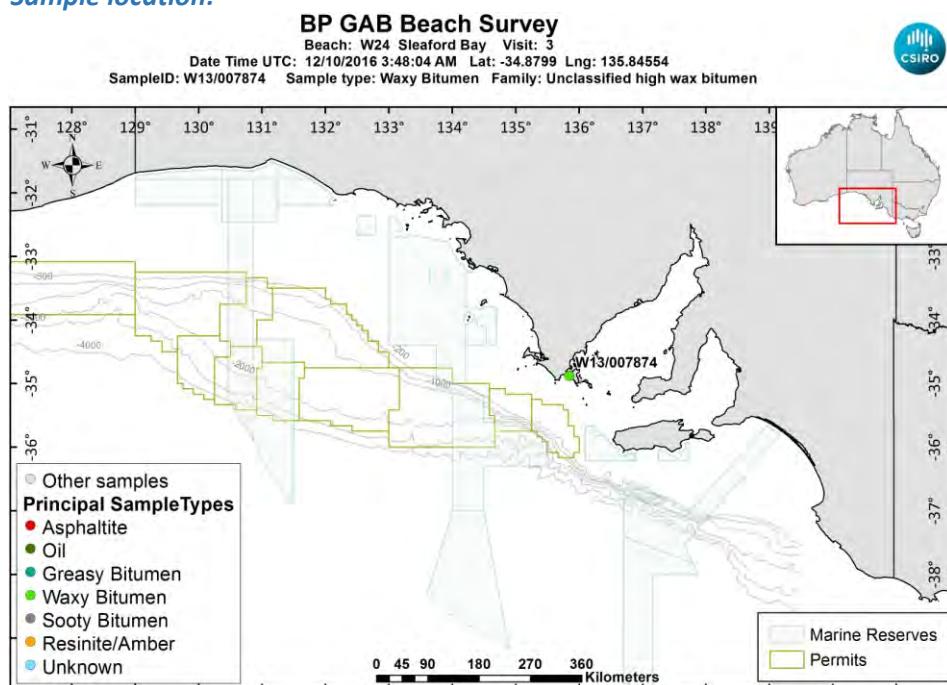 Sample location:
BP GAB Beach Survey
Beach: W24 Sleaford Bay Visit: 3
Date Time UTC: 12/10/2016 3:48:04 AM Lat: -34.8799 Lng: 135.84554
SampleID: W13/007874 Sample type: Waxy Bitumen Family: Unclassified high wax bitumen
CSIRO
128° 129° 130° 131° 132° 133° 134° 135° 136° 137° 138° 139°
-31°
-32°
-33°
-34°
-35°
-36°
-37°
-38°
N
W E
S
-33°
-34°
-35°
-36°
-37°
-38°
-200
-4000
-2000
-1000
W13/007874
Other samples
Principal SampleTypes
Asphaltite
Oil
Greasy Bitumen
Waxy Bitumen
Sooty Bitumen
Resinite/Amber
Unknown
0 45 90 180 270 360
Kilometers
Marine Reserves
Permits